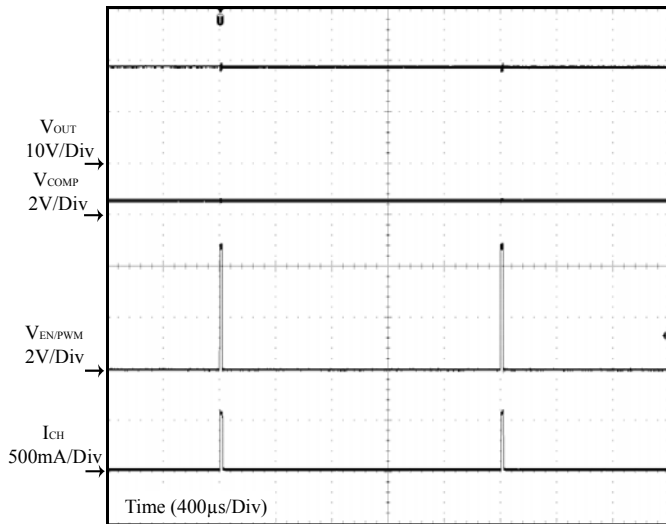 VOUT
10V/Div
VCOMP
2V/Div
VEN/PWM
2V/Div
ICH
500mA/Div
Time (400µs/Div)